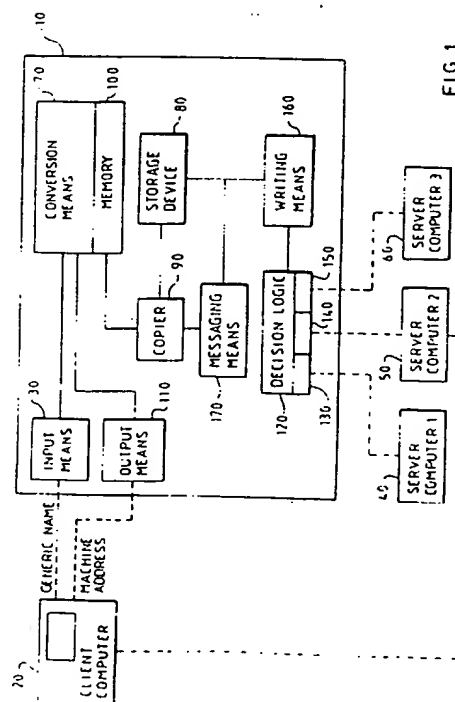 10
70
CONVERSION
MEANS
100
MEMORY
80
STORAGE
DEVICE
160
WRITING
MEANS
90
COPIER
MESSAGING
MEANS
170
150
DECISION LOGIC
140
120
130
30
INPUT
MEANS
110
OUTPUT
MEANS
GENERIC NAME
MACHINE
ADDRESS
20
CLIENT
COMPUTER
40
SERVER
COMPUTER 1
50
SERVER
COMPUTER 2
60
SERVER
COMPUTER 3
FIG. 1